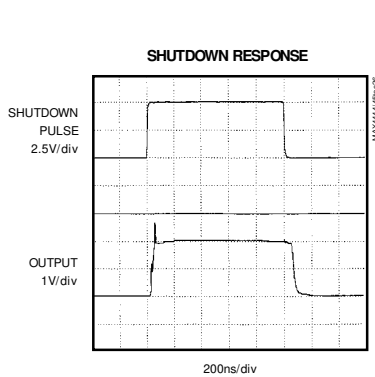 SHUTDOWN RESPONSE
SHUTDOWN
PULSE
2.5V/div
OUTPUT
1V/div
200ns/div